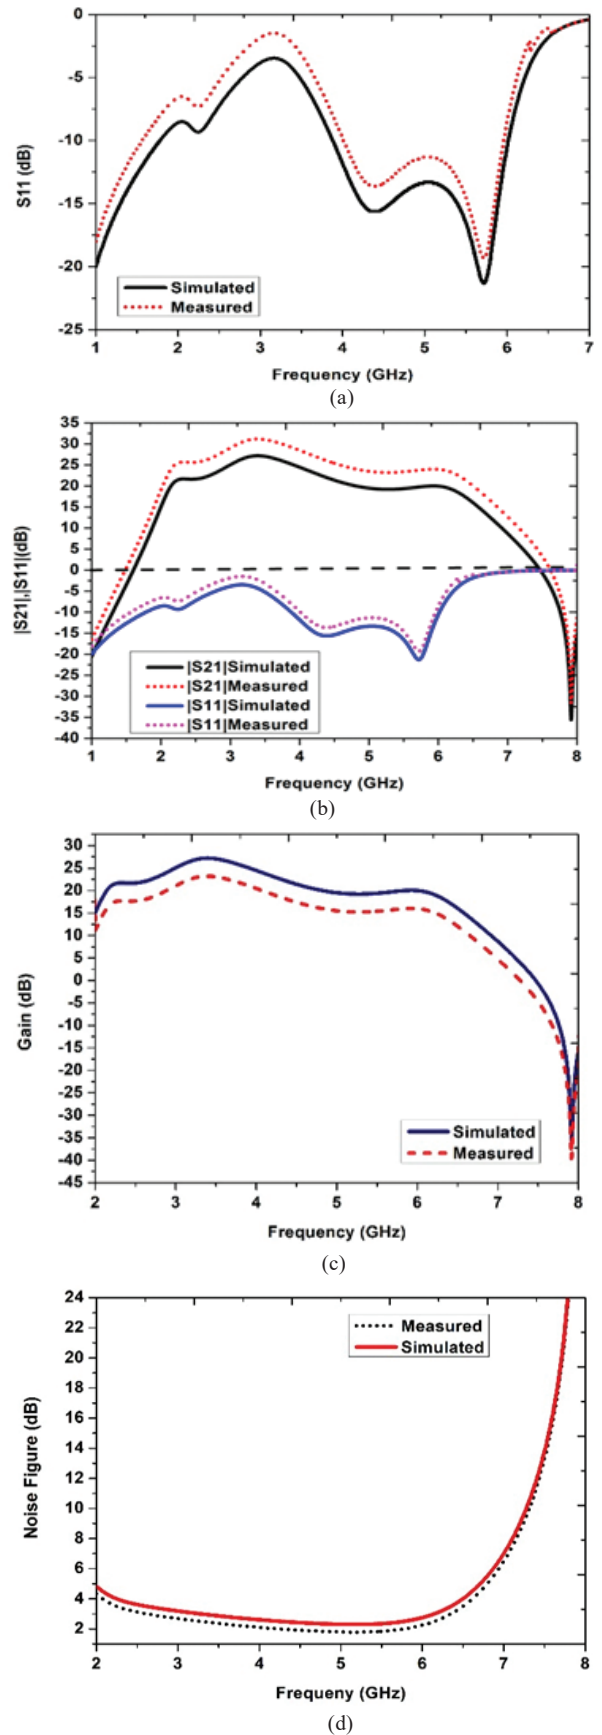 0
-5
-10
-15
-20
-25
S11 (dB)
Simulated
Measured
1 2 3 4 5 6 7
Frequency (GHz)
(a)
35
30
25
20
15
10
5
0
-5
-10
-15
-20
-25
-30
-35
-40
|S21|,|S11|(dB)
|S21|Simulated
|S21|Measured
|S11|Simulated
|S11|Measured
1 2 3 4 5 6 7 8
Frequency (GHz)
(b)
30
25
20
15
10
5
0
-5
-10
-15
-20
-25
-30
-35
-40
-45
Gain (dB)
Simulated
Measured
2 3 4 5 6 7 8
Frequency (GHz)
(c)
24
22
20
18
16
14
12
10
8
6
4
2
Noise Figure (dB)
Measured
Simulated
2 3 4 5 6 7 8
Frequeny (GHz)
(d)